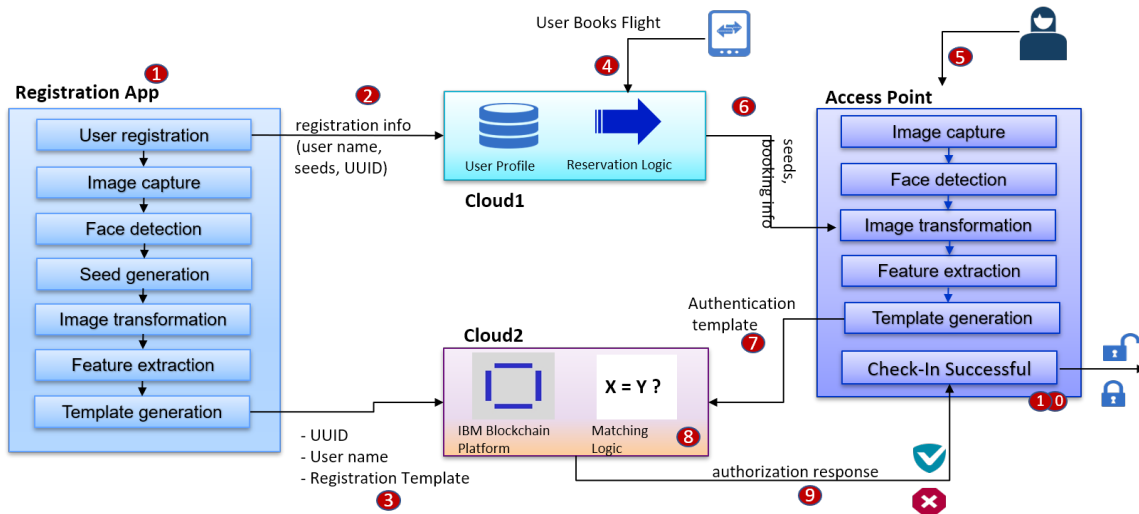 User Books Flight
1
4
5
Registration App
2
6
Access Point
User registration
Image capture
Face detection
Seed generation
Image transformation
Feature extraction
Template generation
registration info
(user name,
seeds, UUID)
User Profile
Reservation Logic
Cloud1
seeds,
booking info
Image capture
Face detection
Image transformation
Feature extraction
Template generation
Check-In Successful
1 0
Authentication
template
7
Cloud2
X = Y ?
IBM Blockchain
Platform
Matching
Logic
8
- UUID
- User name
- Registration Template
3
authorization response
9